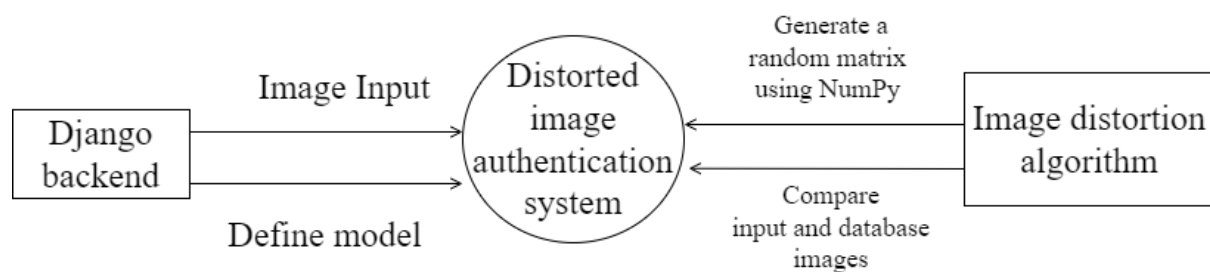 Django
backend
Image Input
Define model
Distorted
image
authentication
system
Generate a
random matrix
using NumPy
Compare
input and database
images
Image distortion
algorithm